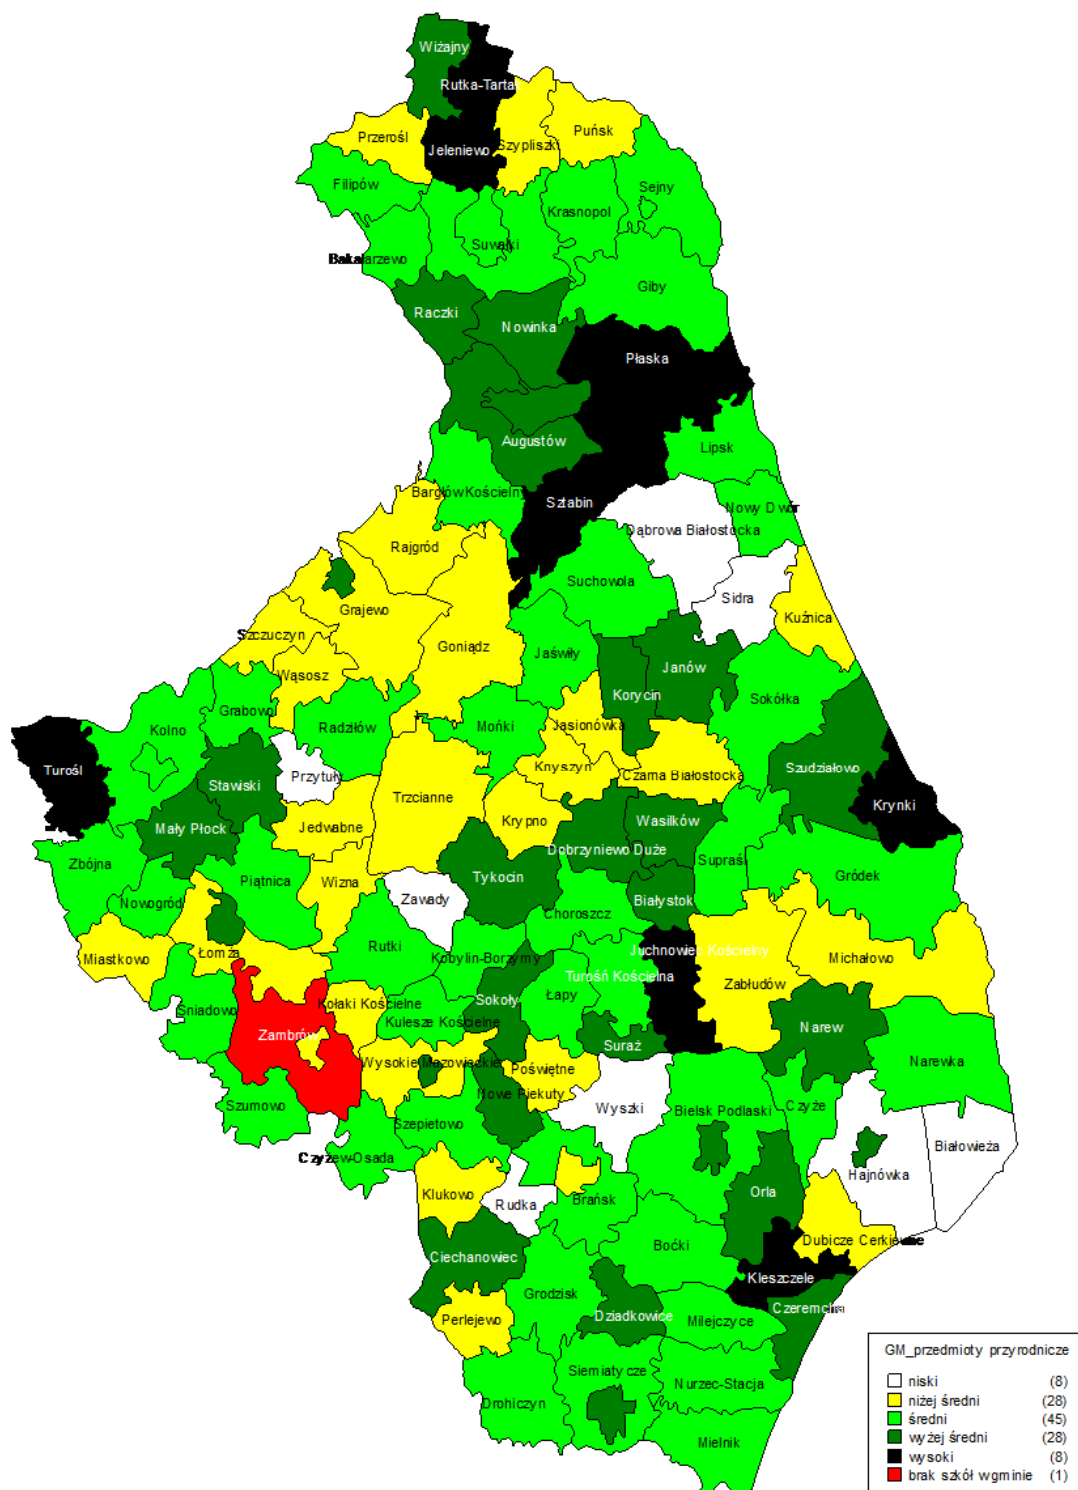 Wiżajny
Rutka-Tartak
Przerośl
Jeleniewo
Szypliszki
Puńsk
Filipów
Sejny
Krasnopol
Suwałki
Bakałarzewo
Giby
Raczki
Nowinka
Płaska
Augustów
Lipsk
Bargłów Kościelny
Sztabin
Nowy Dwór
Dąbrowa Białostocka
Rajgród
Suchowola
Sidra
Grajewo
Kuźnica
Szczuczyn
Goniądz
Jaświły
Janów
Wąsosz
Korycin
Sokółka
Grabowo
Kolno
Radziłów
Mońki
Jasionówka
Turośl
Stawiski
Przytuły
Knyszyn
Czarna Białostocka
Szudziałowo
Trzcianne
Krynki
Mały Płock
Jedwabne
Krypno
Wasilków
Dobrzyniewo Duże
Zbójna
Supraśl
Piątnica
Wizna
Tykocin
Gródek
Nowogród
Zawady
Białystok
Choroszcz
Miastkowo
Łomża
Rutki
Kobylin-Borzymy
Juchnowiec Kościelny
Michałowo
Turośń Kościelna
Zabłudów
Śniadowo
Kołaki Kościelne
Sokoły
Łapy
Kulesze Kościelne
Zambrów
Suraż
Narew
Wysokie Mazowieckie
Poświętne
Narewka
Szumowo
Nowe Piekuty
Wyszki
Bielsk Podlaski
Czyże
Szepietowo
Białowieża
Czyżew-Osada
Hajnówka
Klukowo
Rudka
Brańsk
Orla
Dubicze Cerkiewne
Boćki
Ciechanowiec
Kleszczele
Grodzisk
Czeremcha
Perlejewo
Dziadkowice
Milejczyce
Siemiatycze
Nurzec-Stacja
Drohiczyn
Mielnik
GM_przedmioty przyrodnicze
niski (8)
niżej średni (28)
średni (45)
wyżej średni (28)
wysoki (8)
brak szkół w gminie (1)